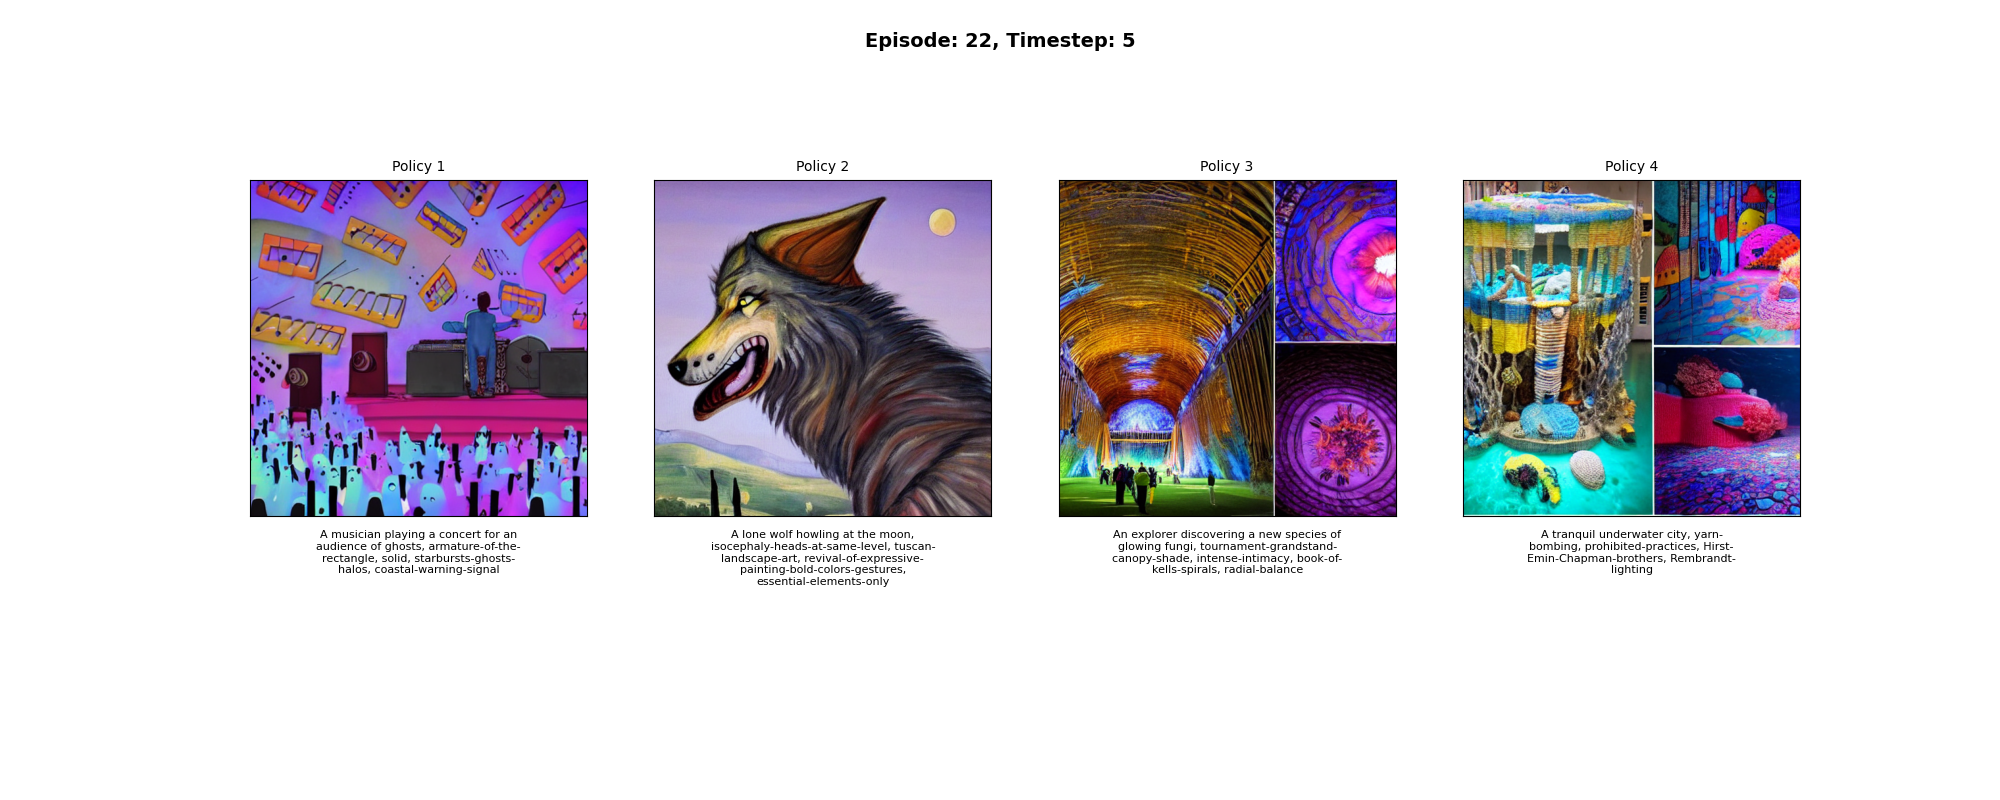 Episode: 22, Timestep: 5
Policy 1
Policy 2
Policy 3
Policy 4
A musician playing a concert for an
audience of ghosts, armature-of-the-
rectangle, solid, starbursts-ghosts-
halos, coastal-warning-signal
A lone wolf howling at the moon,
isocephaly-heads-at-same-level, tuscan-
landscape-art, revival-of-expressive-
painting-bold-colors-gestures,
essential-elements-only
An explorer discovering a new species of
glowing fungi, tournament-grandstand-
canopy-shade, intense-intimacy, book-of-
kells-spirals, radial-balance
A tranquil underwater city, yarn-
bombing, prohibited-practices, Hirst-
Emin-Chapman-brothers, Rembrandt-
lighting